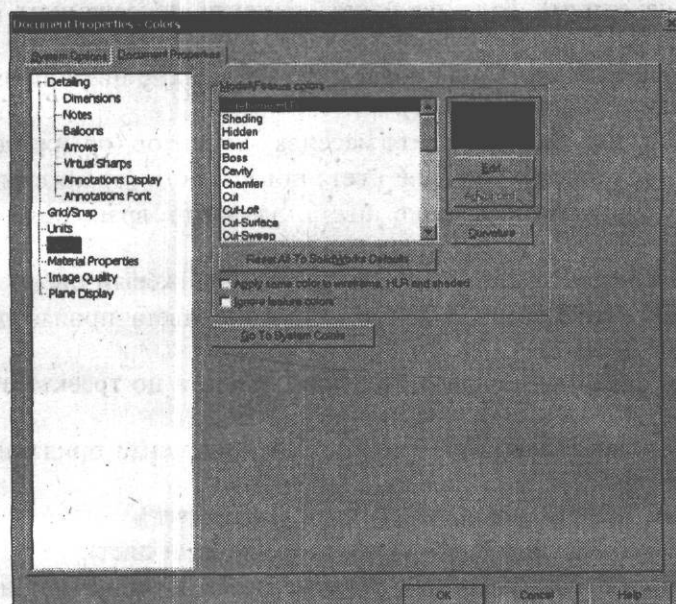 Document Properties - Colors
System Options
Document Properties
Detailing
Dimensions
Notes
Balloons
Arrows
Virtual Sharps
Annotations Display
Annotations Font
Grid/Snap
Units
Material Properties
Image Quality
Plane Display
Model/Feature colors
Shading
Hidden
Bend
Boss
Cavity
Chamfer
Cut
Cut-Loft
Cut-Surface
Cut-Sweep
Edit...
Advanced...
Curvature
Reset All To SolidWorks Defaults
Apply same color to wireframe, HLR and shaded
Ignore feature colors
Go To System Colors
OK
Cancel
Help